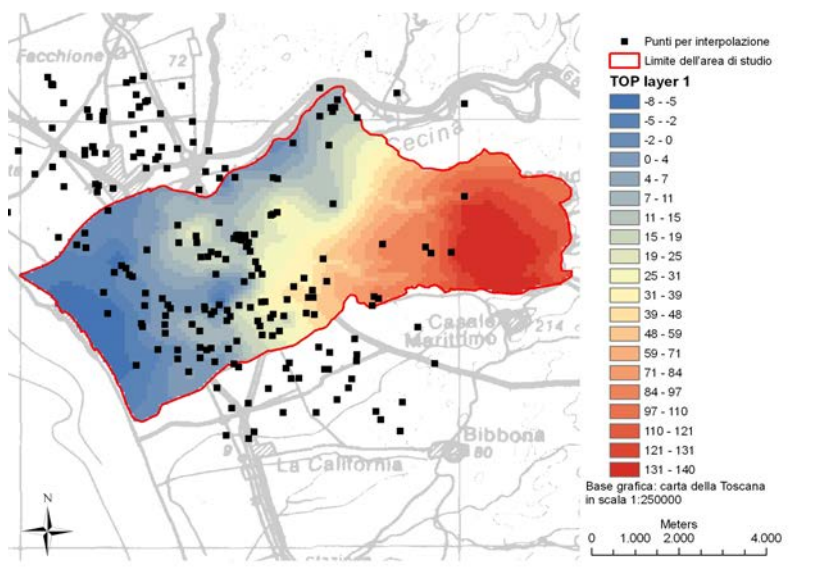 Facchione
72
Cecina
68
Casale
Marittimo
214
Bibbona
80
La California
9
N
Punti per interpolazione
Limite dell'area di studio
TOP layer 1
-8 - -5
-5 - -2
-2 - 0
0 - 4
4 - 7
7 - 11
11 - 15
15 - 19
19 - 25
25 - 31
31 - 39
39 - 48
48 - 59
59 - 71
71 - 84
84 - 97
97 - 110
110 - 121
121 - 131
131 - 140
Base grafica: carta della Toscana
in scala 1:250000
Meters
0 1.000 2.000 4.000